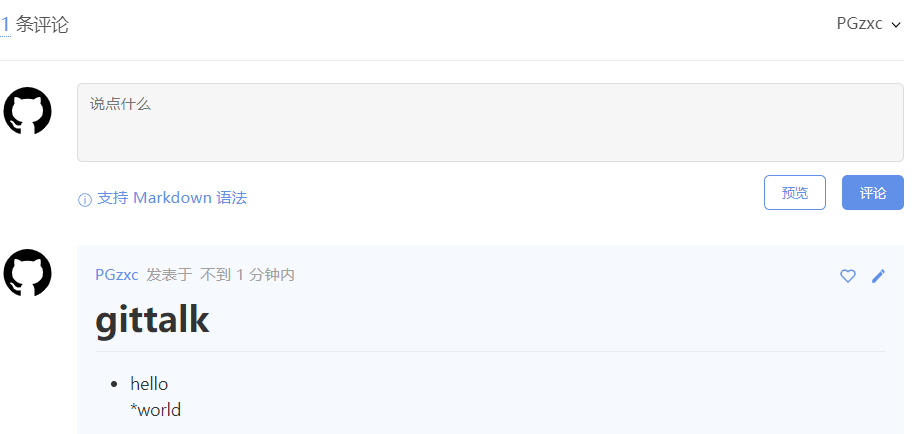 1 条评论
PGzxc
说点什么
支持 Markdown 语法
预览
评论
PGzxc 发表于 不到 1 分钟内
gittalk
hello
*world